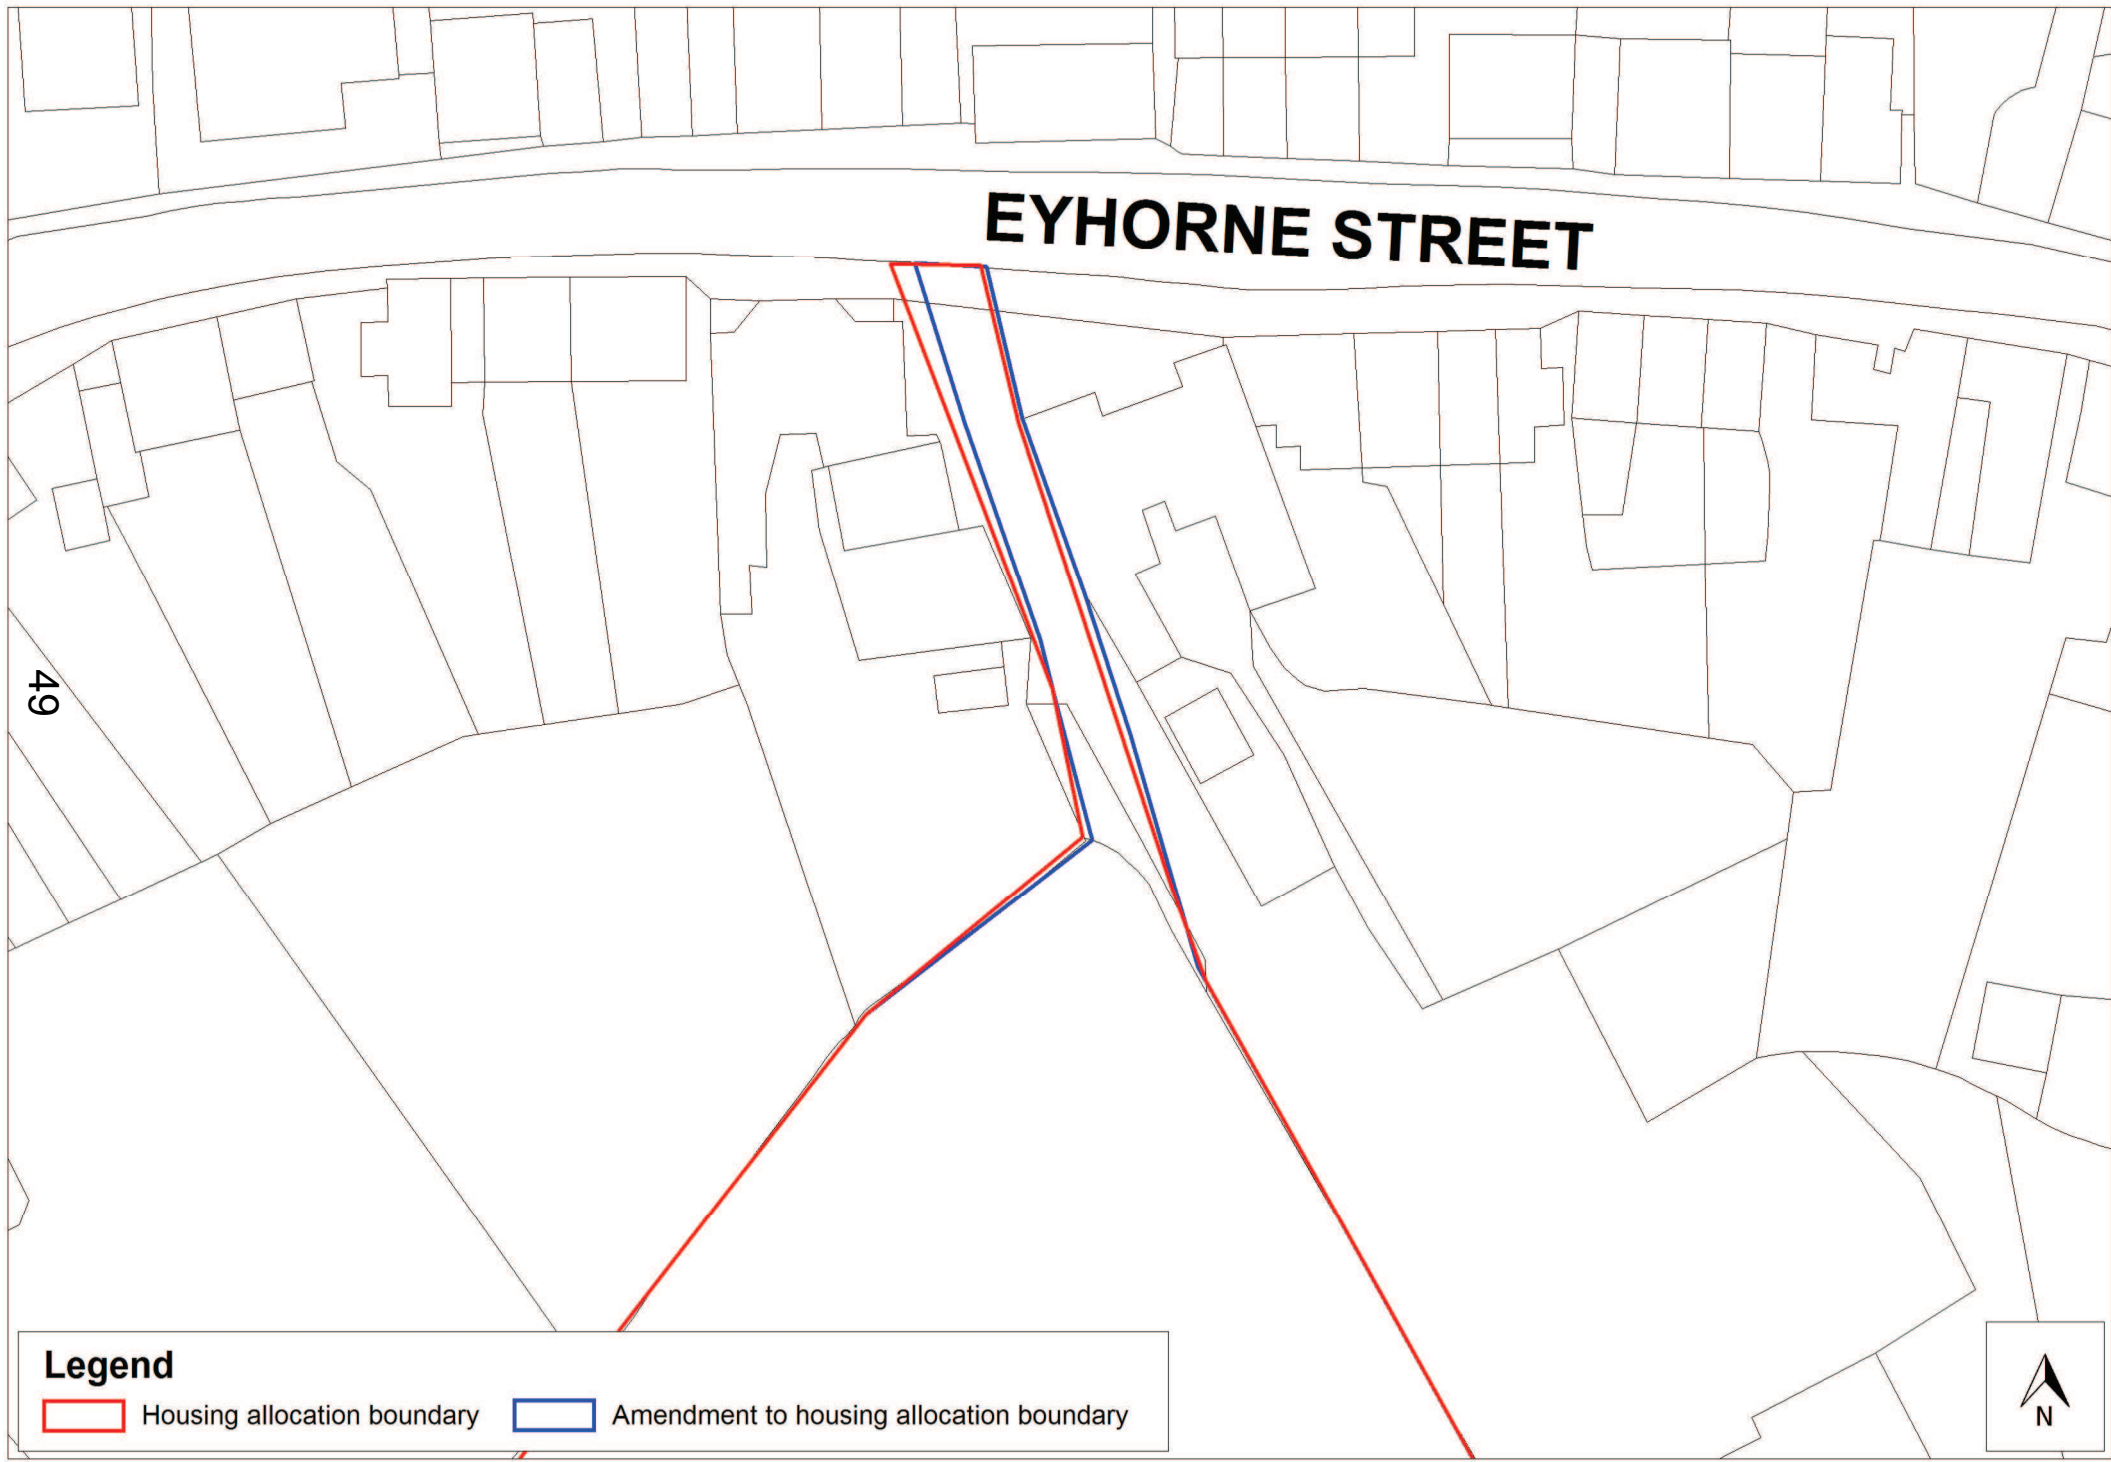 EYHORNE STREET
49
Legend
Housing allocation boundary
Amendment to housing allocation boundary
N